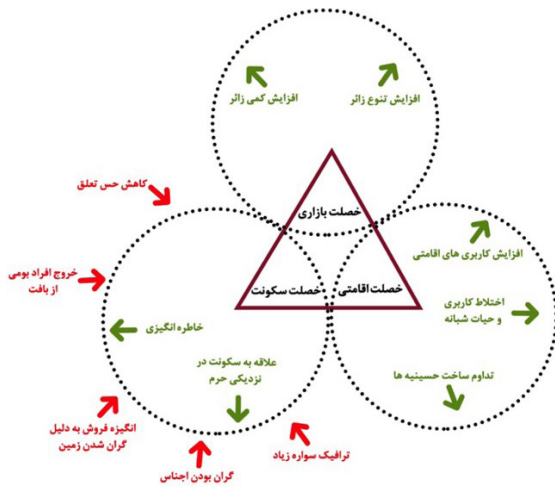 افزایش تنوع زائر
افزایش کمی زائر
کاهش حس تعلق
خصلت بازاری
افزایش کاربری های اقامتی
خروج افراد بومی
از بافت
خصلت اقامتی
خصلت سکونت
اختلاط کاربری
و حیات شبانه
خاطره انگیزی
علاقه به سکونت در
نزدیکی حرم
تداوم ساخت حسینیه ها
انگیزه فروش به دلیل
گران شدن زمین
ترافیک سواره زیاد
گران بودن اجناس